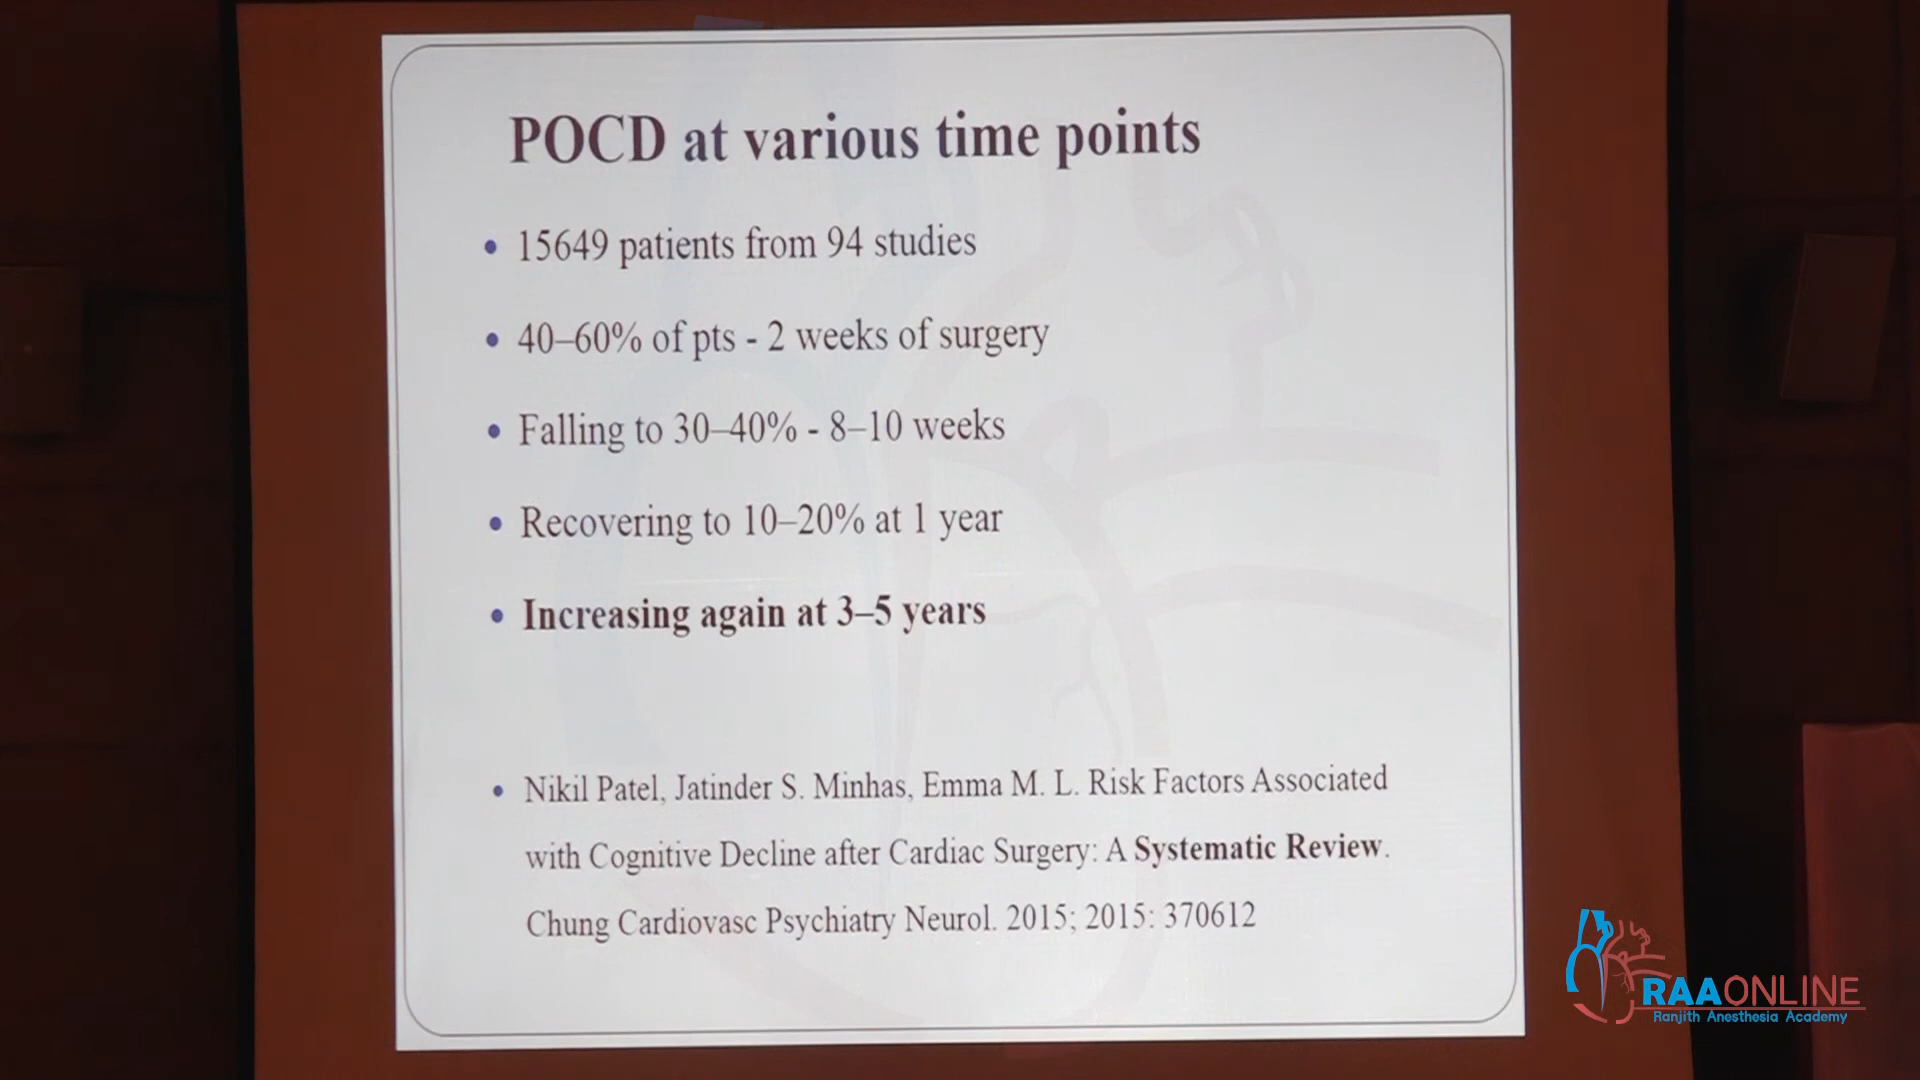 POCD at various time points
• 15649 patients from 94 studies
• 40–60% of pts - 2 weeks of surgery
• Falling to 30–40% - 8–10 weeks
• Recovering to 10–20% at 1 year
• Increasing again at 3–5 years
• Nikil Patel, Jatinder S. Minhas, Emma M. L. Risk Factors Associated
with Cognitive Decline after Cardiac Surgery: A Systematic Review.
Chung Cardiovasc Psychiatry Neurol. 2015; 2015: 370612
RAAONLINE
Ranjith Anesthesia Academy